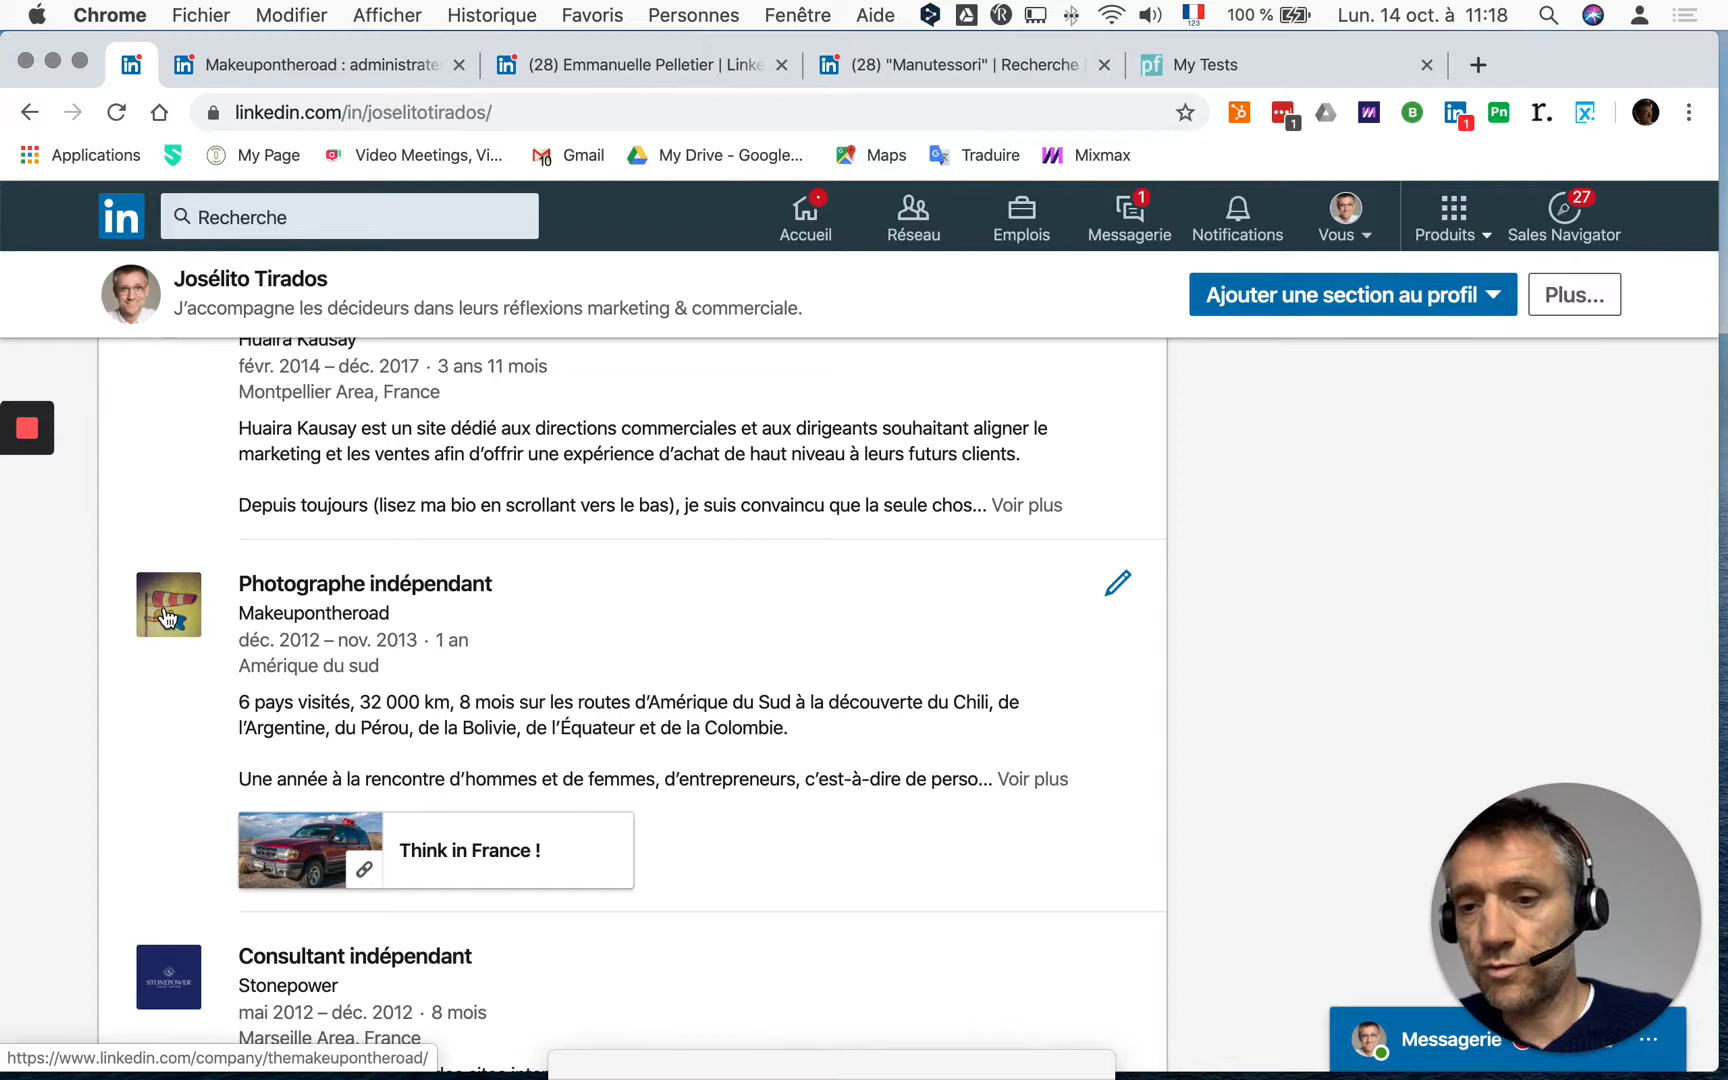 Chrome Fichier Modifier Afficher Historique Favoris Personnes Fenêtre Aide 123 100 % Lun. 14 oct. à 11:18
Makeupontheroad : administrate (28) Emmanuelle Pelletier | Linke (28) "Manutessori" | Recherche pf My Tests
linkedin.com/in/joselitotirados/
Applications My Page Video Meetings, Vi... Gmail My Drive - Google... Maps Traduire Mixmax
in Recherche
Accueil Réseau Emplois 1 Messagerie Notifications Vous Produits 27 Sales Navigator
Josélito Tirados
J'accompagne les décideurs dans leurs réflexions marketing & commerciale.
Ajouter une section au profil Plus...
Huaira Kausay
févr. 2014 – déc. 2017 · 3 ans 11 mois
Montpellier Area, France
Huaira Kausay est un site dédié aux directions commerciales et aux dirigeants souhaitant aligner le
marketing et les ventes afin d'offrir une expérience d'achat de haut niveau à leurs futurs clients.
Depuis toujours (lisez ma bio en scrollant vers le bas), je suis convaincu que la seule chos... Voir plus
Photographe indépendant
Makeupontheroad
déc. 2012 – nov. 2013 · 1 an
Amérique du sud
6 pays visités, 32 000 km, 8 mois sur les routes d'Amérique du Sud à la découverte du Chili, de
l'Argentine, du Pérou, de la Bolivie, de l'Équateur et de la Colombie.
Une année à la rencontre d'hommes et de femmes, d'entrepreneurs, c'est-à-dire de perso... Voir plus
Think in France !
STONEPOWER
Consultant indépendant
Stonepower
mai 2012 – déc. 2012 · 8 mois
Marseille Area, France
https://www.linkedin.com/company/themakeupontheroad/
Messagerie